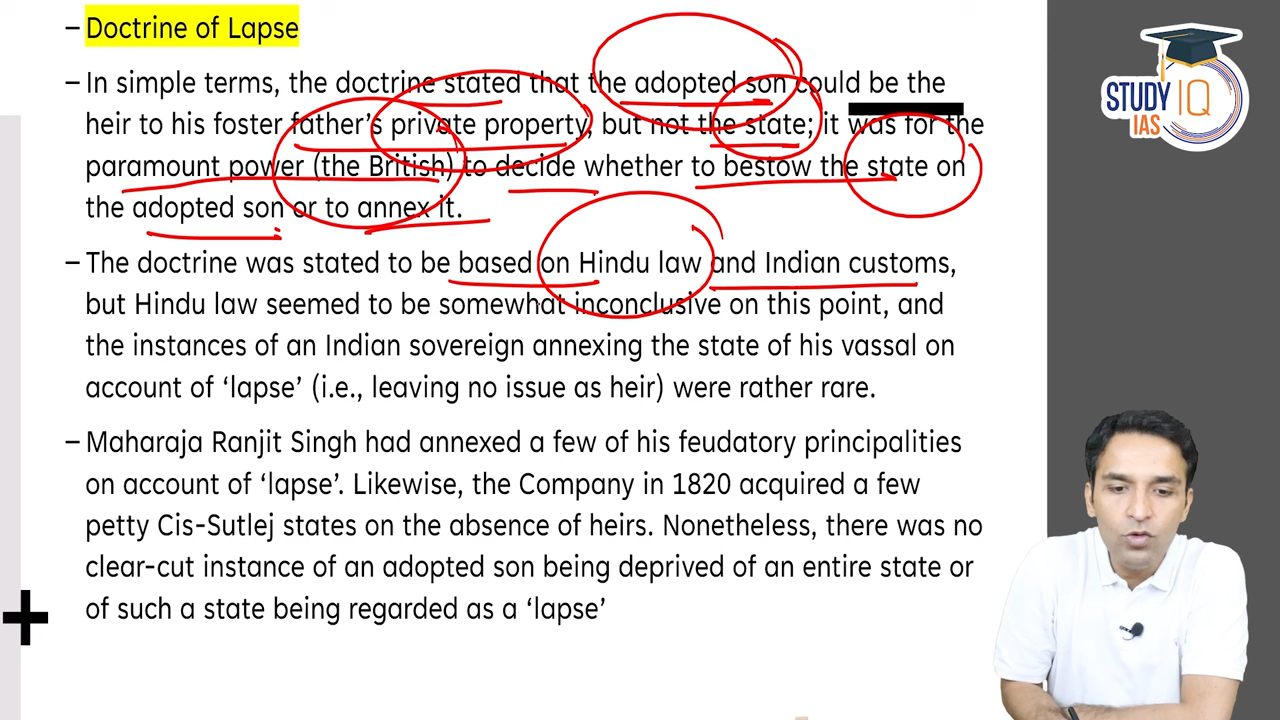 – Doctrine of Lapse
– In simple terms, the doctrine stated that the adopted son could be the
heir to his foster father’s private property, but not the state; it was for the
paramount power (the British) to decide whether to bestow the state on
the adopted son or to annex it.
– The doctrine was stated to be based on Hindu law and Indian customs,
but Hindu law seemed to be somewhat inconclusive on this point, and
the instances of an Indian sovereign annexing the state of his vassal on
account of ‘lapse’ (i.e., leaving no issue as heir) were rather rare.
– Maharaja Ranjit Singh had annexed a few of his feudatory principalities
on account of ‘lapse’. Likewise, the Company in 1820 acquired a few
petty Cis-Sutlej states on the absence of heirs. Nonetheless, there was no
clear-cut instance of an adopted son being deprived of an entire state or
of such a state being regarded as a ‘lapse’
STUDY IQ
IAS